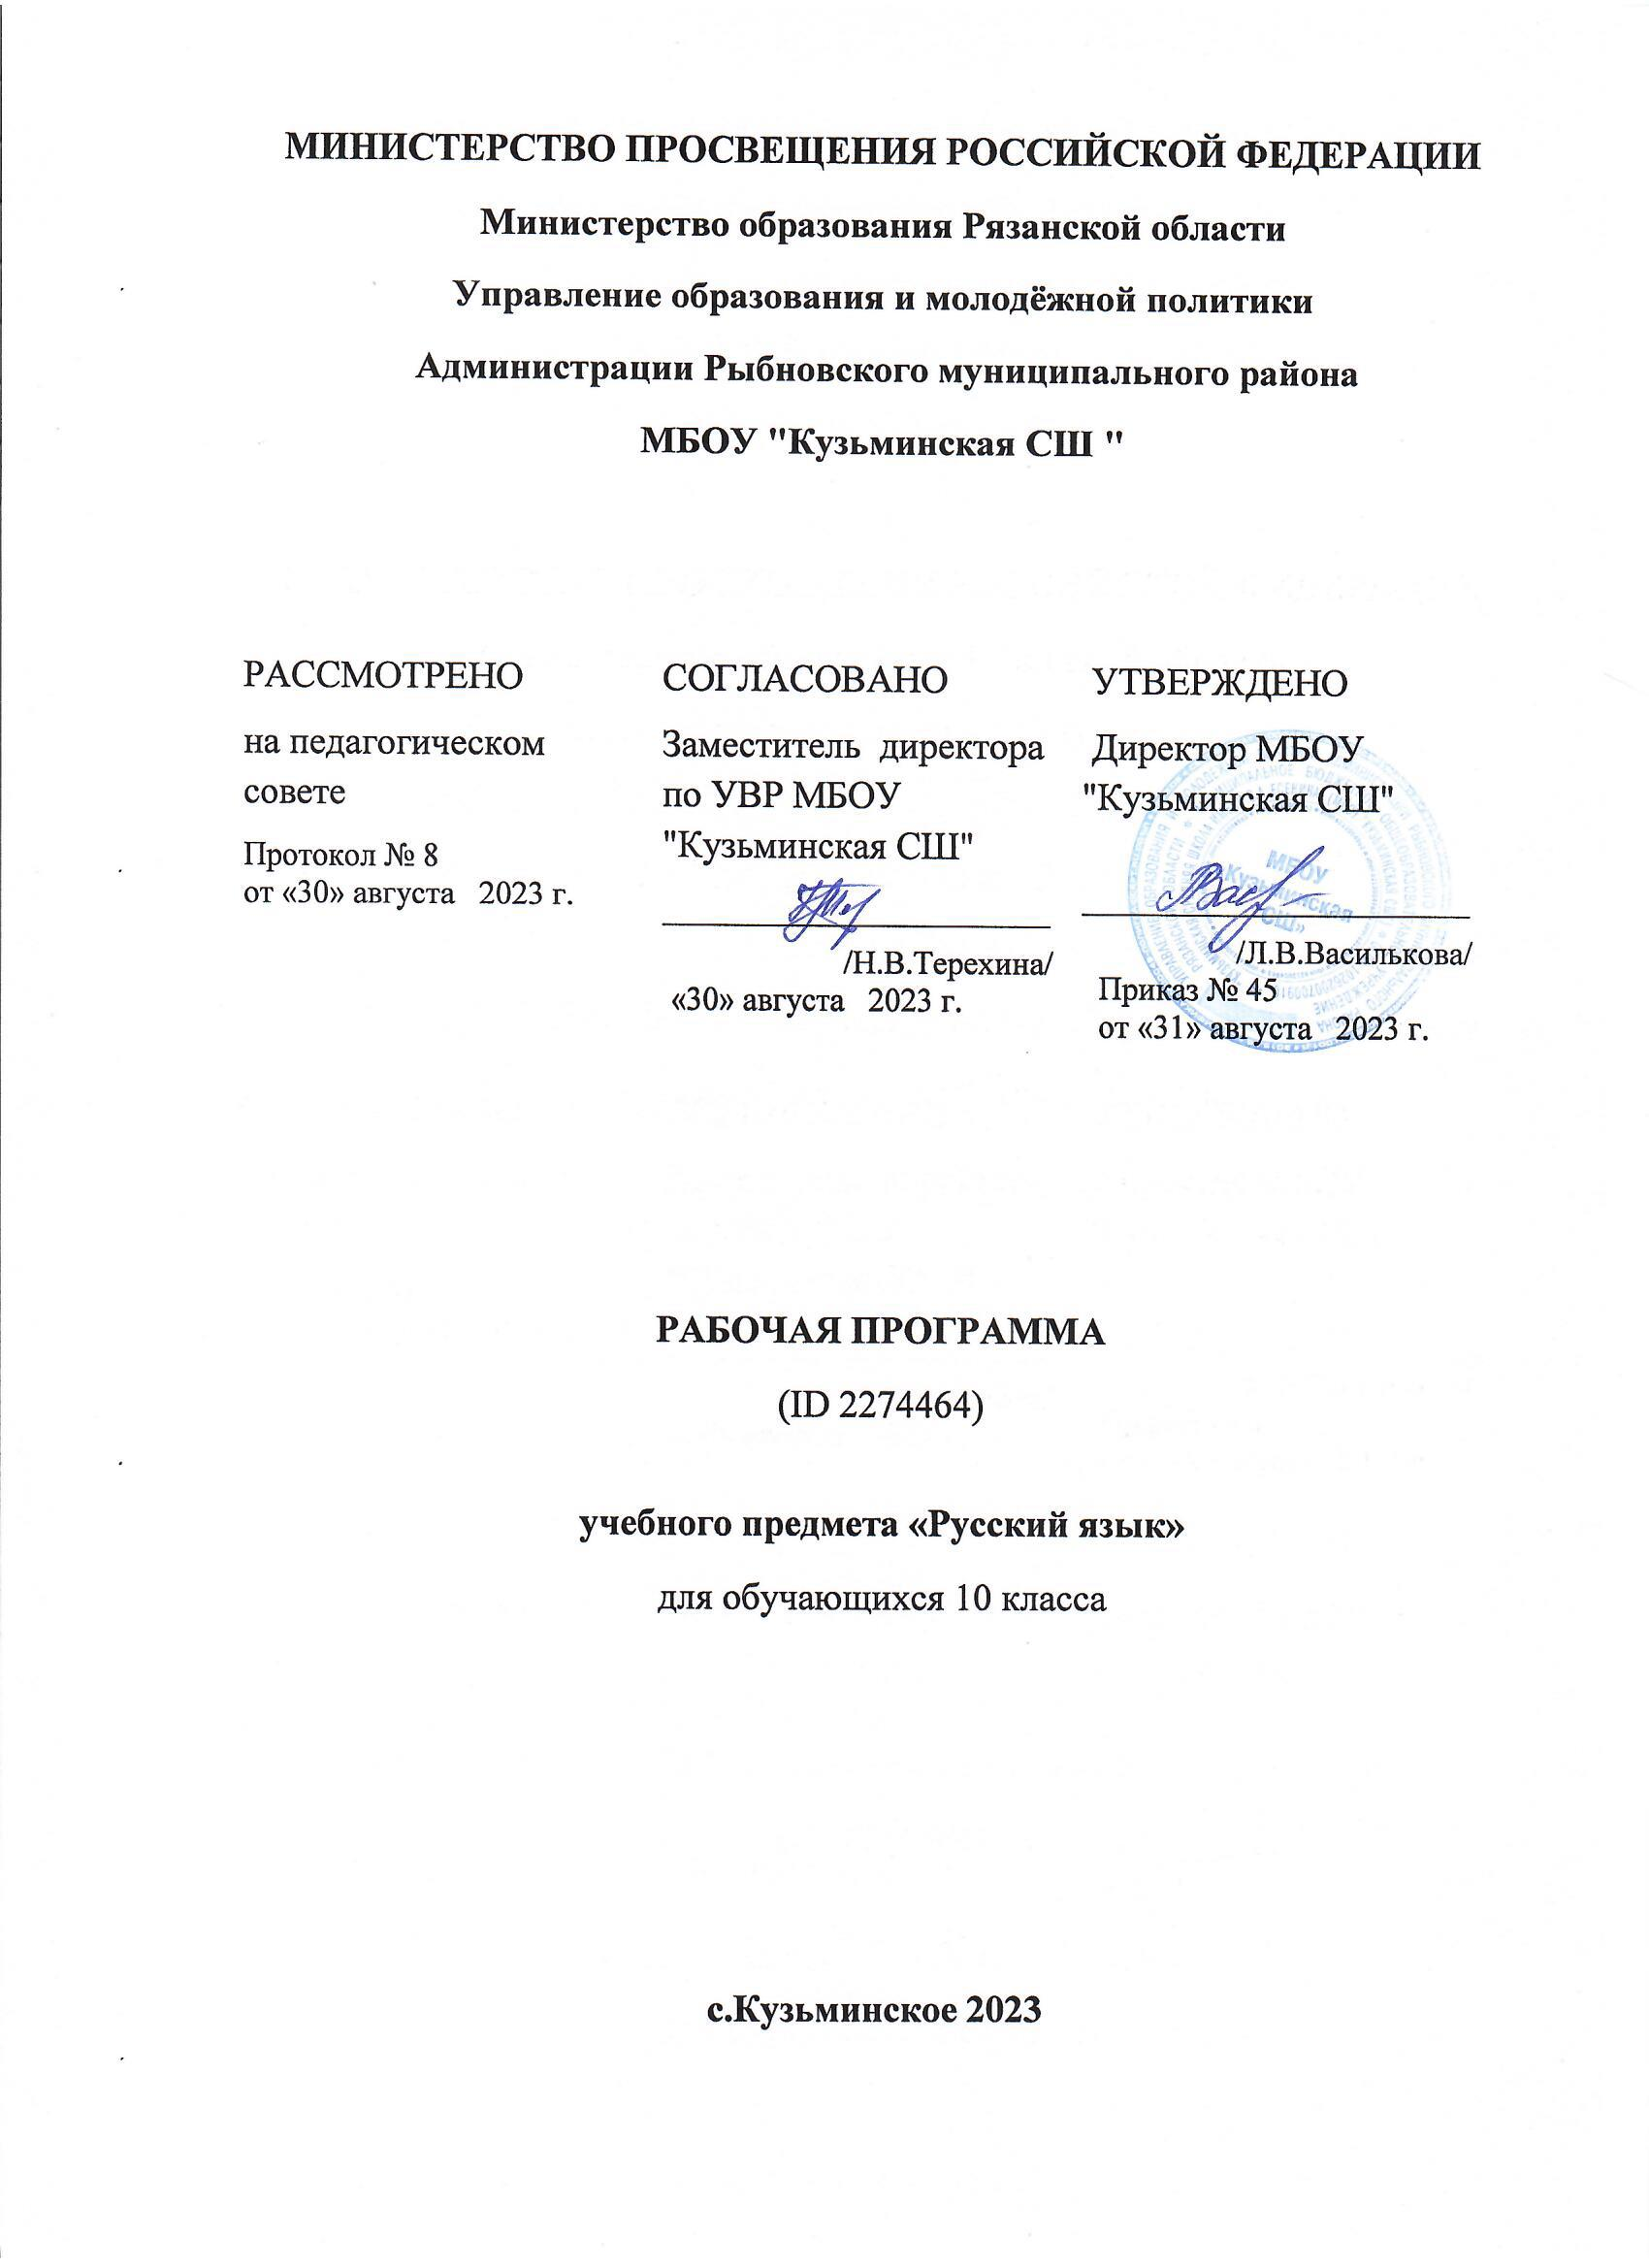 МИНИСТЕРСТВО ПРОСВЕЩЕНИЯ РОССИЙСКОЙ ФЕДЕРАЦИИ
Министерство образования Рязанской области
Управление образования и молодёжной политики
Администрации Рыбновского муниципального района
МБОУ "Кузьминская СШ "
РАССМОТРЕНО
на педагогическом
совете
Протокол № 8
от «30» августа 2023 г.
СОГЛАСОВАНО
Заместитель директора
по УВР МБОУ
"Кузьминская СШ"
/Н.В.Терехина/
«30» августа 2023 г.
УТВЕРЖДЕНО
Директор МБОУ
"Кузьминская СШ"
МБОУ
«Кузьминская
СШ»
/Л.В.Василькова/
Приказ № 45
от «31» августа 2023 г.
РАБОЧАЯ ПРОГРАММА
(ID 2274464)
учебного предмета «Русский язык»
для обучающихся 10 класса
с.Кузьминское 2023